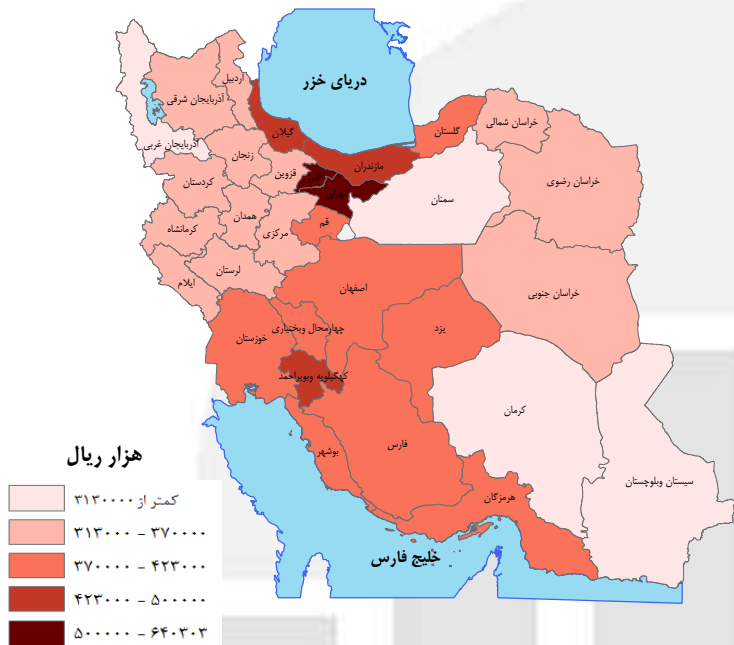 دریای خزر
اردبیل
آذربایجان شرقی
گیلان
گلستان
خراسان شمالی
آذربایجان غربی
زنجان
مازندران
خراسان رضوی
قزوین
کردستان
تهران
سمنان
همدان
قم
کرمانشاه
مرکزی
لرستان
ایلام
اصفهان
خراسان جنوبی
چهارمحال وبختیاری
یزد
خوزستان
کهگیلویه وبویراحمد
کرمان
فارس
بوشهر
سیستان وبلوچستان
هرمزگان
خلیج فارس
هزار ریال
کمتر از ۳۱۳۰۰۰۰
۳۱۳۰۰۰ - ۳۷۰۰۰۰
۳۷۰۰۰۰ - ۴۲۳۰۰۰
۴۲۳۰۰۰ - ۵۰۰۰۰۰
۵۰۰۰۰۰ - ۶۴۰۳۰۳